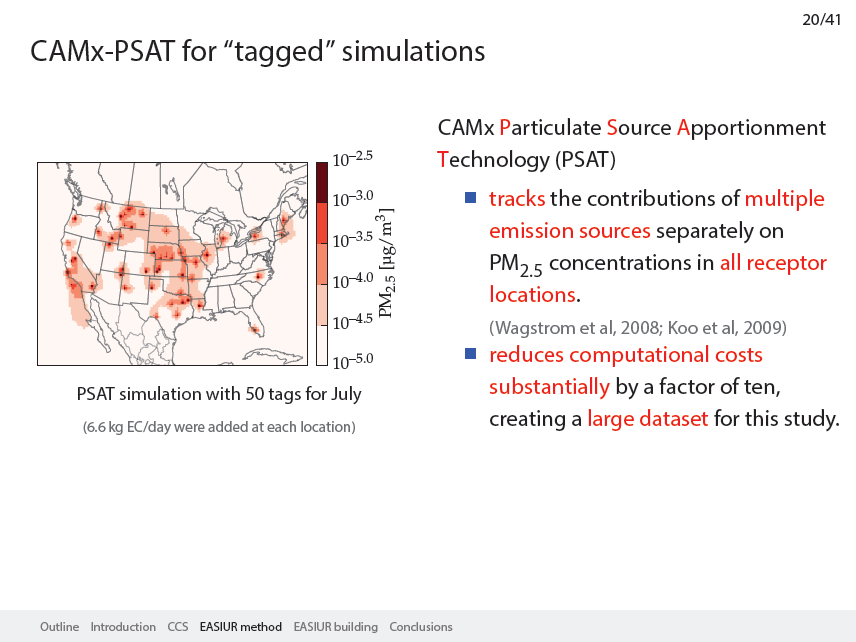 20/41
CAMx-PSAT for “tagged” simulations
CAMx Particulate Source Apportionment
Technology (PSAT)
tracks the contributions of multiple
emission sources separately on
PM2.5 concentrations in all receptor
locations.
(Wagstrom et al, 2008; Koo et al, 2009)
reduces computational costs
substantially by a factor of ten,
creating a large dataset for this study.
10−2.5
10−3.0
10−3.5
10−4.0
10−4.5
10−5.0
PM2.5 [µg/m3]
PSAT simulation with 50 tags for July
(6.6 kg EC/day were added at each location)
Outline Introduction CCS EASIUR method EASIUR building Conclusions